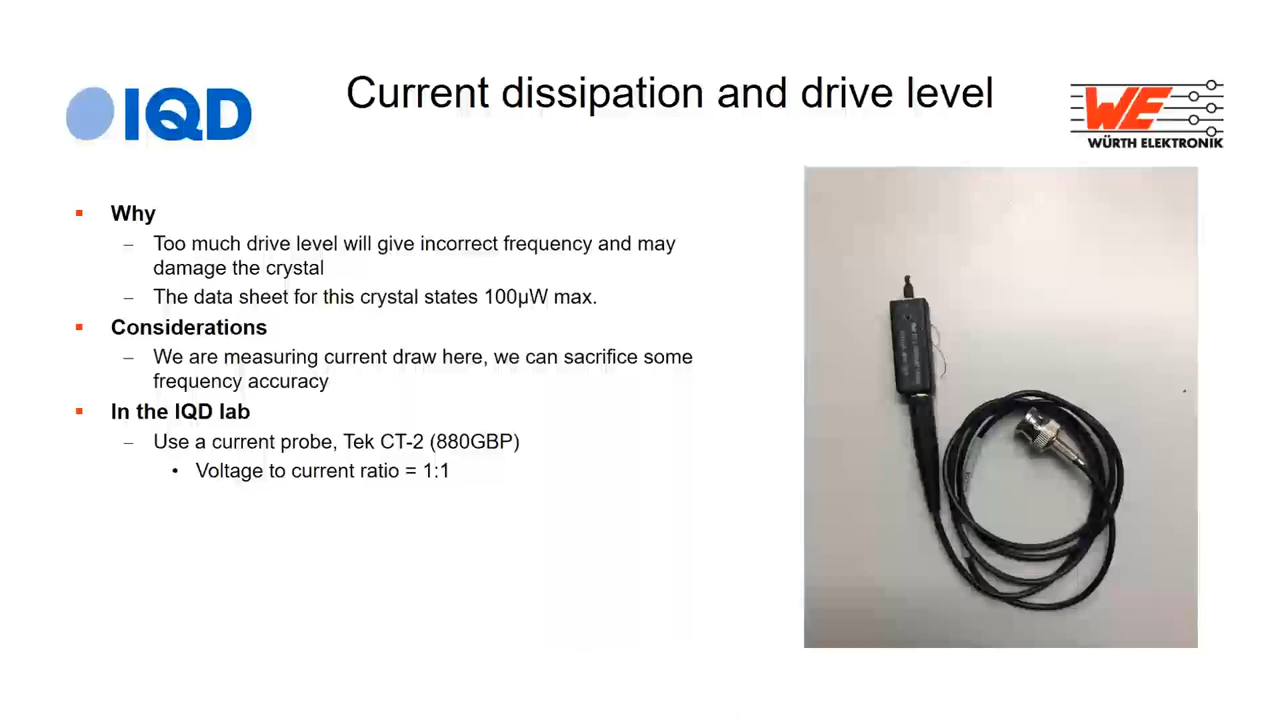 IQD
Current dissipation and drive level
WE
WÜRTH ELEKTRONIK
Why
– Too much drive level will give incorrect frequency and may
damage the crystal
– The data sheet for this crystal states 100µW max.
Considerations
– We are measuring current draw here, we can sacrifice some
frequency accuracy
In the IQD lab
– Use a current probe, Tek CT-2 (880GBP)
• Voltage to current ratio = 1:1